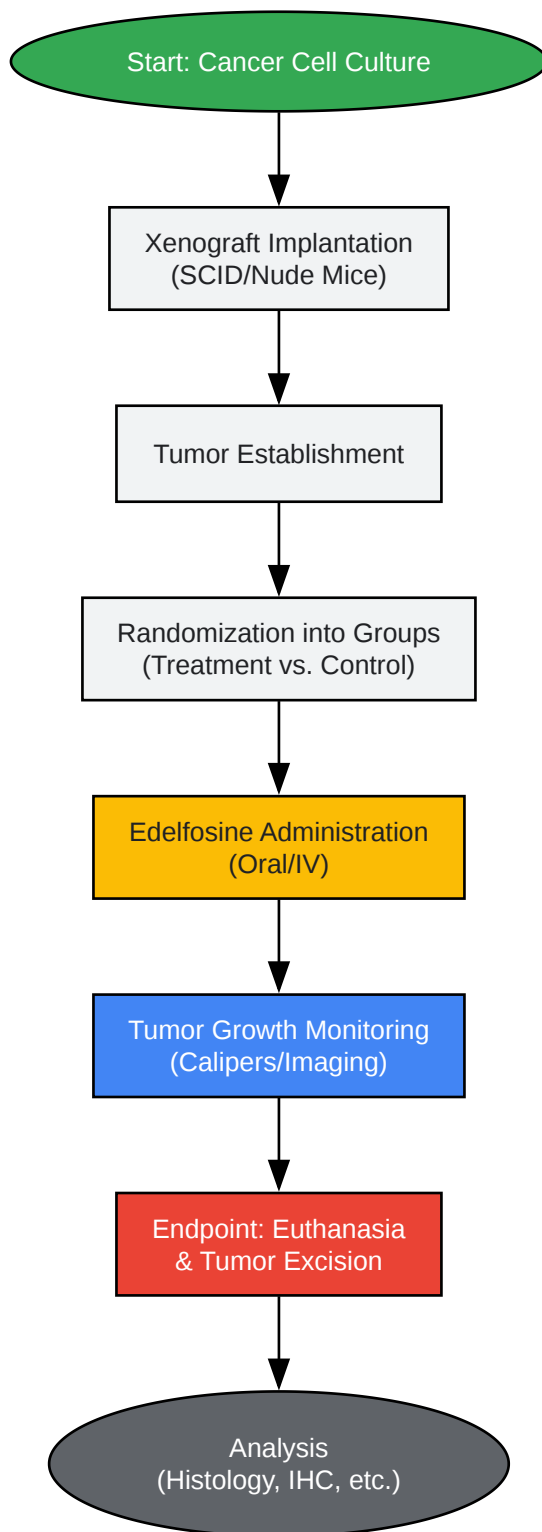 Start: Cancer Cell Culture
Xenograft Implantation
(SCID/Nude Mice)
Tumor Establishment
Randomization into Groups
(Treatment vs. Control)
Edelfosine Administration
(Oral/IV)
Tumor Growth Monitoring
(Calipers/Imaging)
Endpoint: Euthanasia
& Tumor Excision
Analysis
(Histology, IHC, etc.)